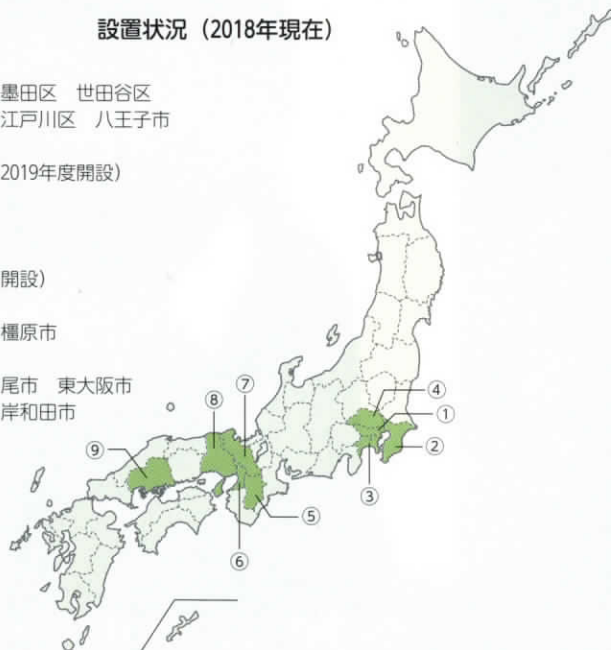 設置状況（2018年現在）
墨田区　世田谷区
江戸川区　八王子市
2019年度開設）
開設）
橿原市
尾市　東大阪市
岸和田市
④
①
②
③
⑦
⑧
⑨
⑤
⑥